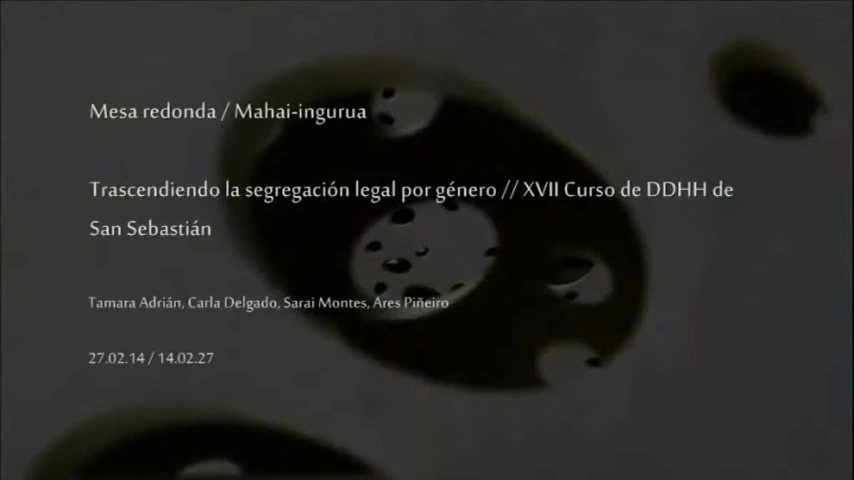 Mesa redonda / Mahai-ingurua
Trascendiendo la segregación legal por género // XVII Curso de DDHH de
San Sebastián
Tamara Adrián, Carla Delgado, Sarai Montes, Ares Piñeiro
27.02.14 / 14.02.27